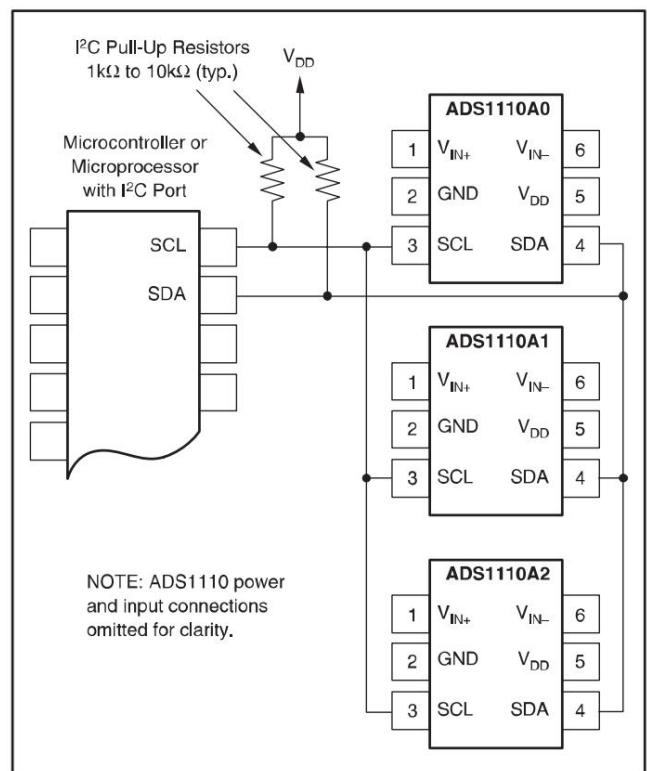 I²C Pull-Up Resistors
1kΩ to 10kΩ (typ.)
V_DD
Microcontroller or
Microprocessor
with I²C Port
SCL
SDA
ADS1110A0
1 V_IN+ V_IN– 6
2 GND V_DD 5
3 SCL SDA 4
ADS1110A1
1 V_IN+ V_IN– 6
2 GND V_DD 5
3 SCL SDA 4
NOTE: ADS1110 power
and input connections
omitted for clarity.
ADS1110A2
1 V_IN+ V_IN– 6
2 GND V_DD 5
3 SCL SDA 4